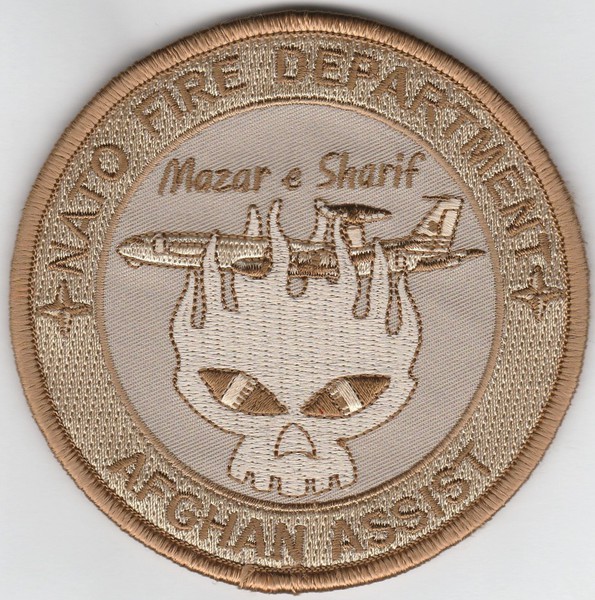 NATO FIRE DEPARTMENT
Mazar e Sharif
AFGHAN ASSIST